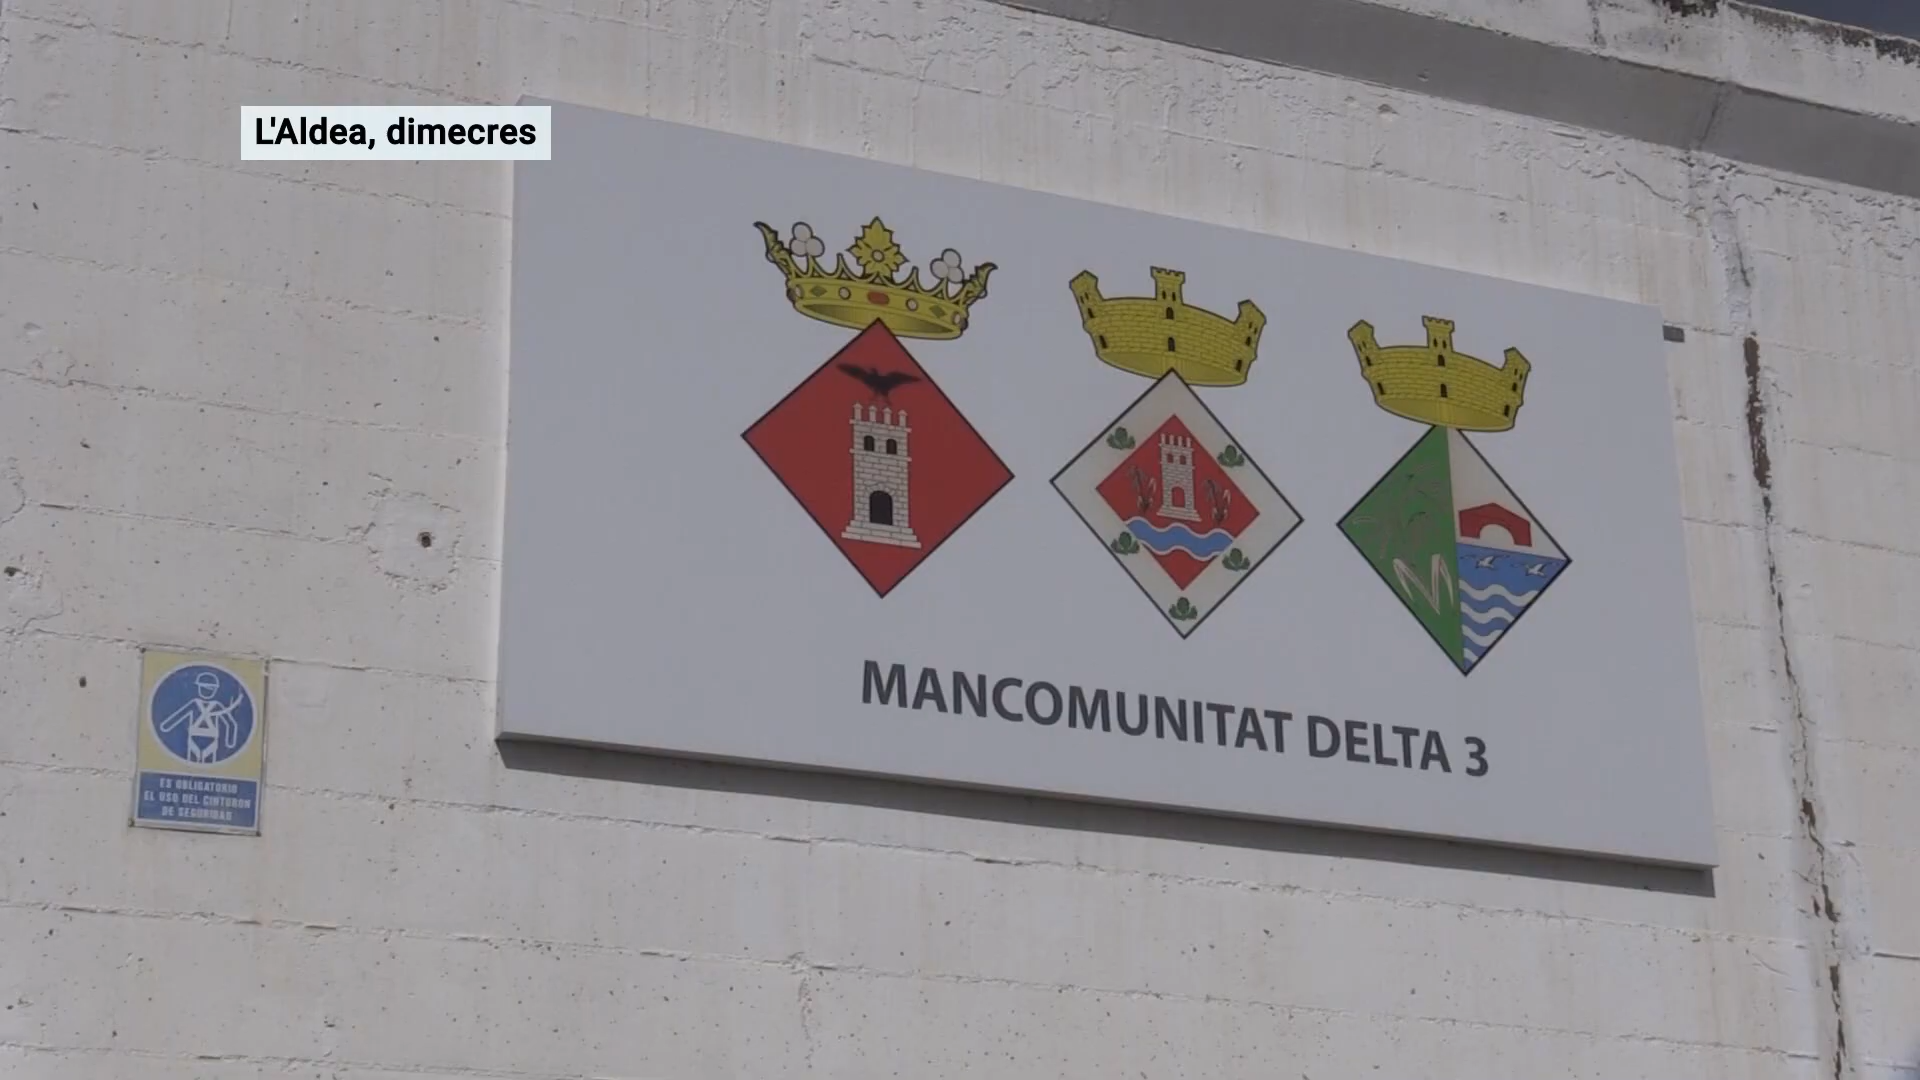 L'Aldea, dimecres
MANCOMUNITAT DELTA 3
ES OBLIGATORIO
EL USO DEL CINTURON
DE SEGURIDAD